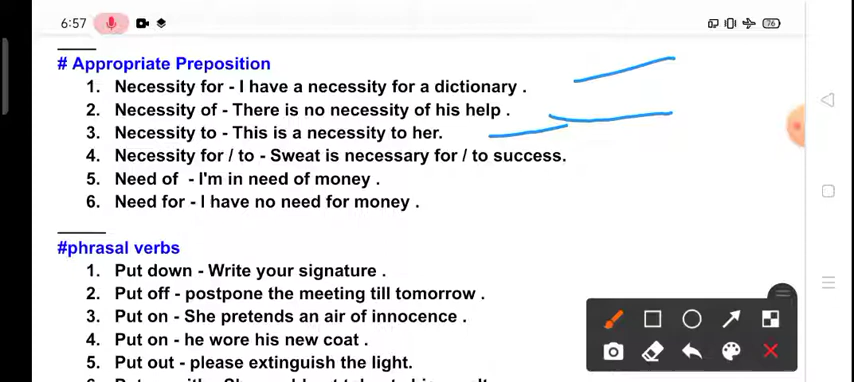 6:57
76
# Appropriate Preposition
1. Necessity for - I have a necessity for a dictionary .
2. Necessity of - There is no necessity of his help .
3. Necessity to - This is a necessity to her.
4. Necessity for / to - Sweat is necessary for / to success.
5. Need of - I'm in need of money .
6. Need for - I have no need for money .
#phrasal verbs
1. Put down - Write your signature .
2. Put off - postpone the meeting till tomorrow .
3. Put on - She pretends an air of innocence .
4. Put on - he wore his new coat .
5. Put out - please extinguish the light.